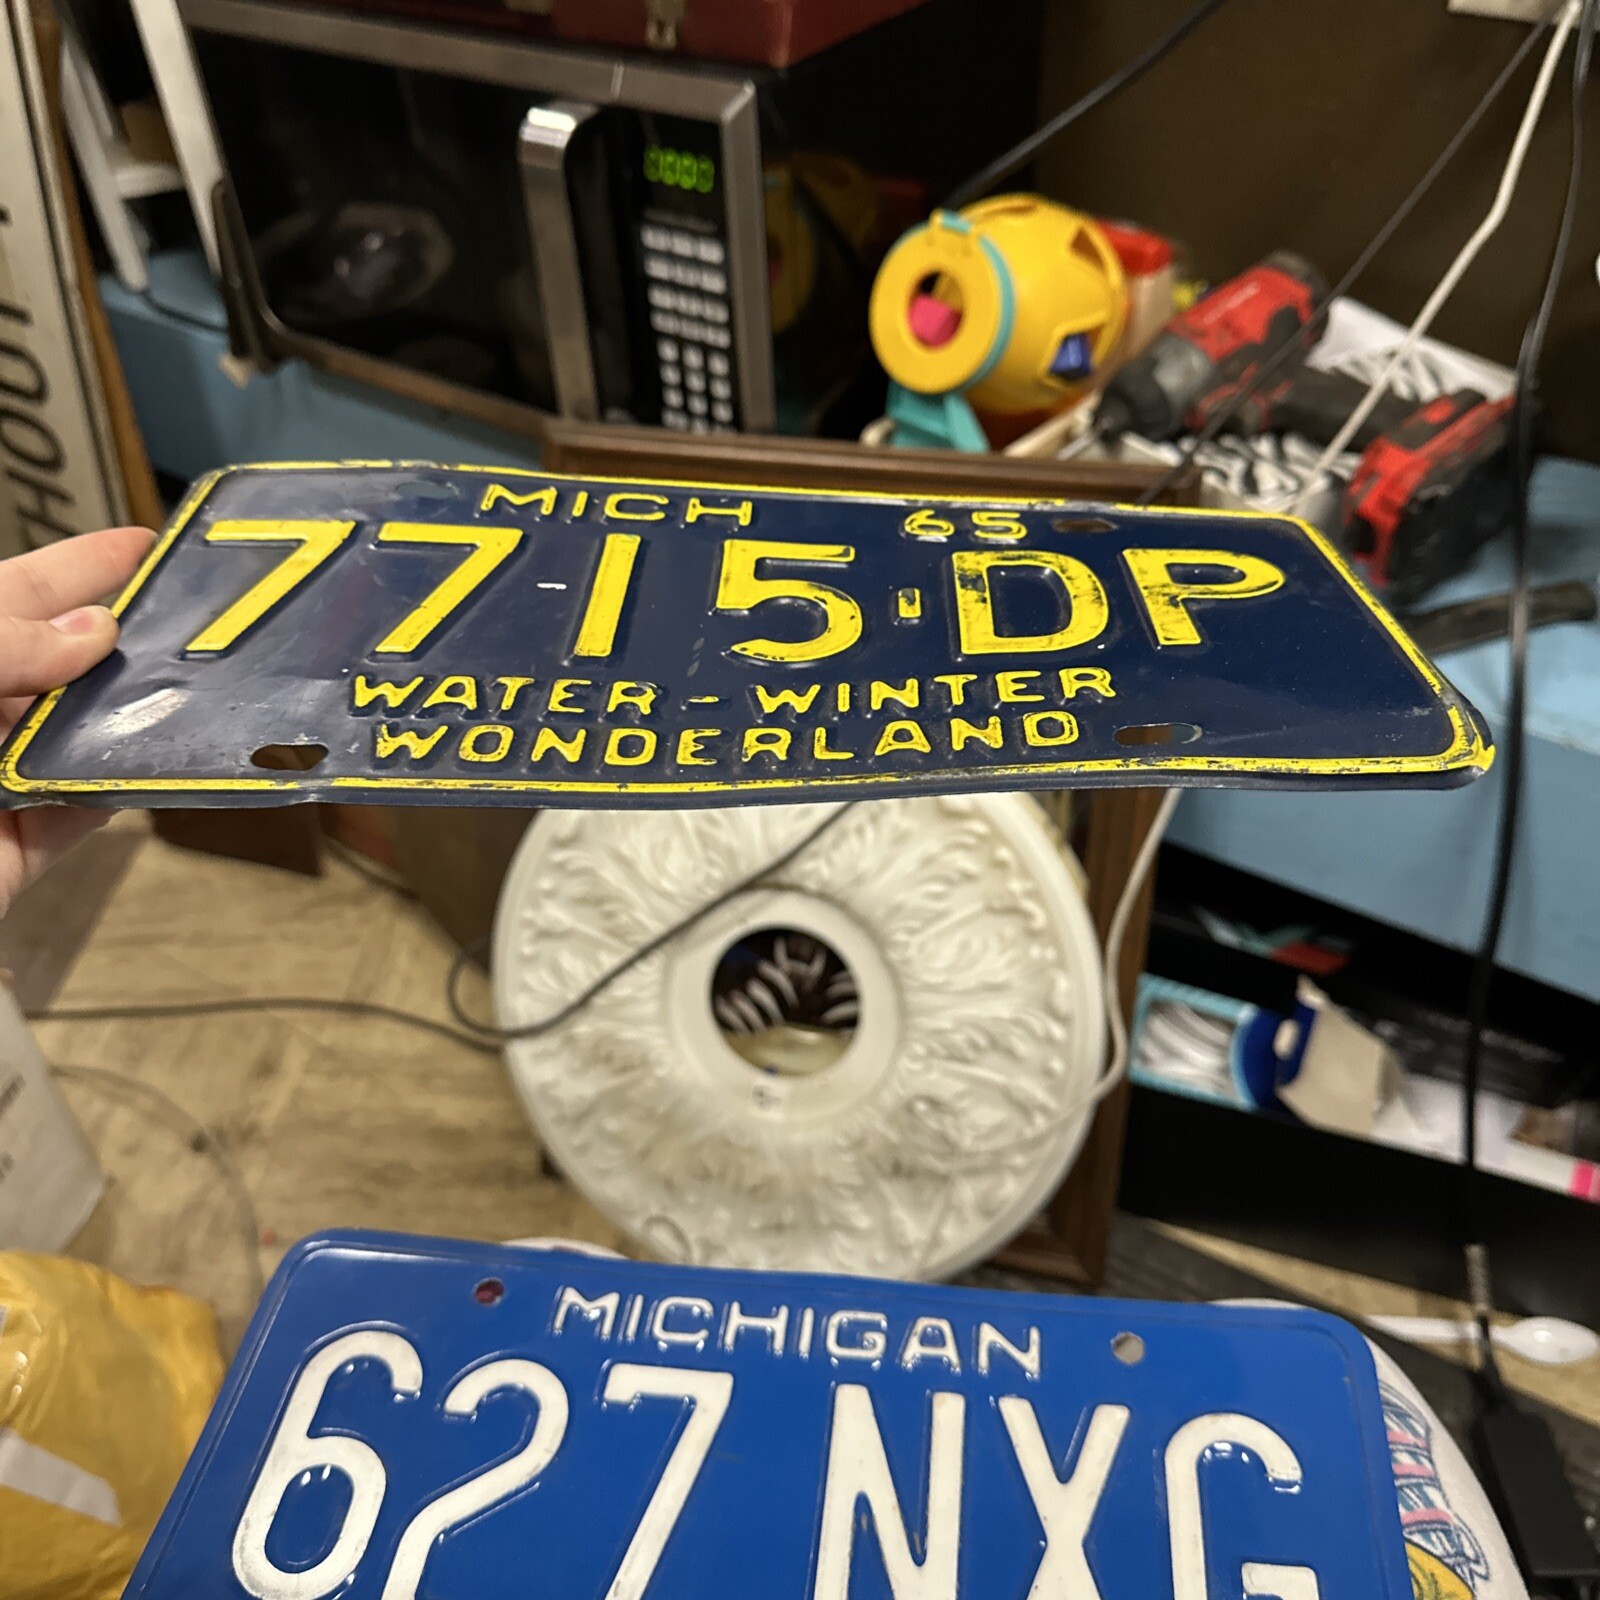 MICH 65
7715-DP
WATER - WINTER
WONDERLAND
MICHIGAN
627 NXG